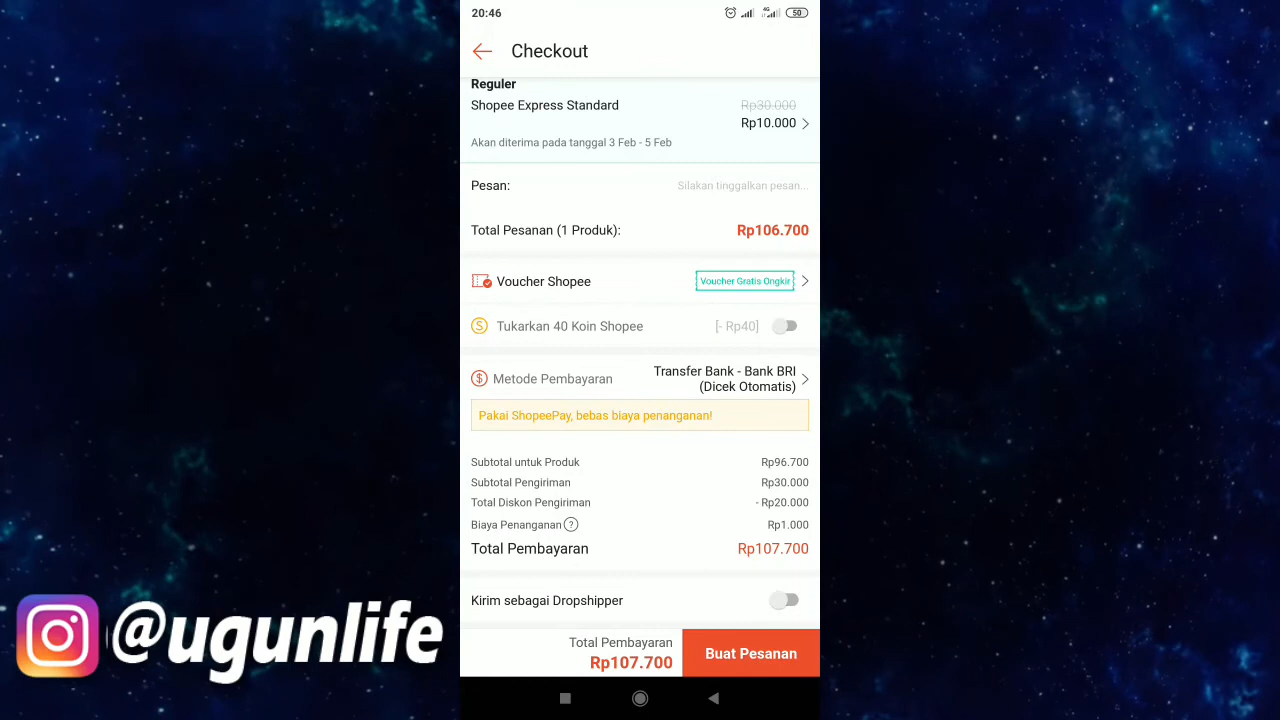 20:46
4G
50
Checkout
Reguler
Shopee Express Standard
Rp30.000
Rp10.000
Akan diterima pada tanggal 3 Feb - 5 Feb
Pesan:
Silakan tinggalkan pesan...
Total Pesanan (1 Produk):
Rp106.700
Voucher Shopee
Voucher Gratis Ongkir
Tukarkan 40 Koin Shopee
[- Rp40]
Metode Pembayaran
Transfer Bank - Bank BRI
(Dicek Otomatis)
Pakai ShopeePay, bebas biaya penanganan!
Subtotal untuk Produk
Rp96.700
Subtotal Pengiriman
Rp30.000
Total Diskon Pengiriman
- Rp20.000
Biaya Penanganan ?
Rp1.000
Total Pembayaran
Rp107.700
Kirim sebagai Dropshipper
Total Pembayaran
Rp107.700
Buat Pesanan
@ugunlife